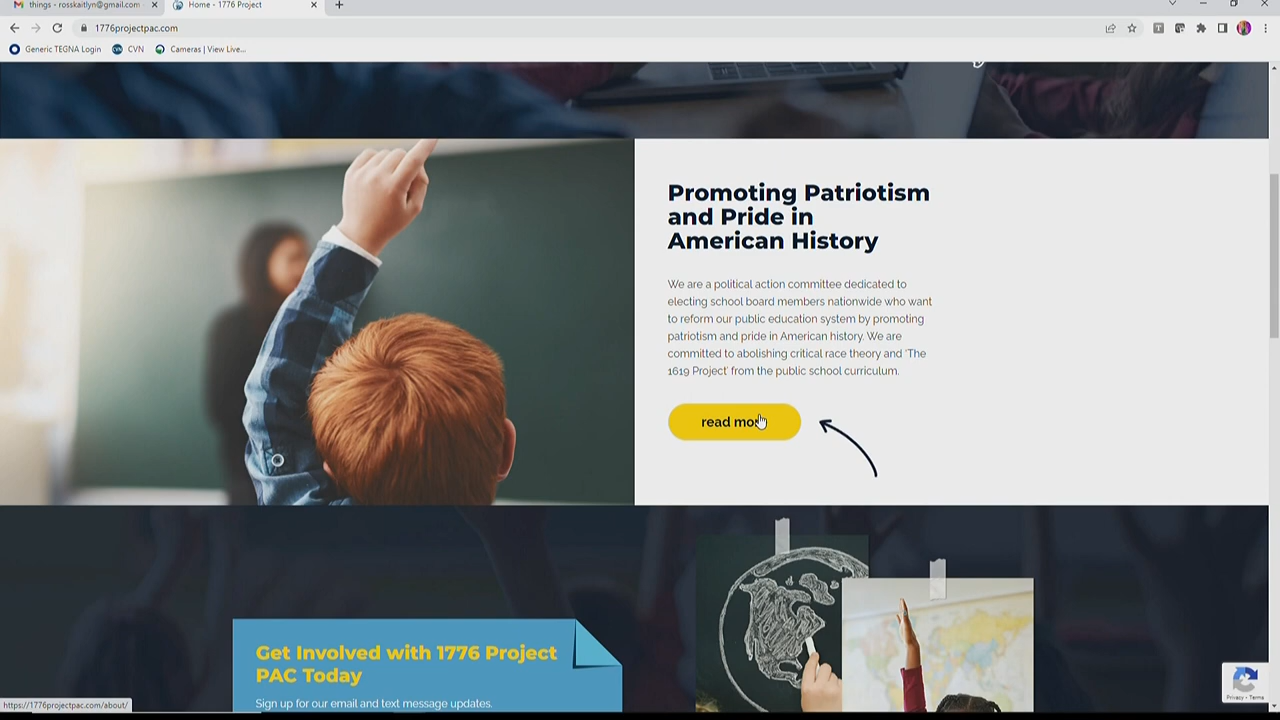 things - rosskaitlyn@gmail.com
Home - 1776 Project
1776projectpac.com
Generic TEGNA Login
CVN
Cameras | View Live...
Promoting Patriotism
and Pride in
American History
We are a political action committee dedicated to
electing school board members nationwide who want
to reform our public education system by promoting
patriotism and pride in American history. We are
committed to abolishing critical race theory and 'The
1619 Project' from the public school curriculum.
read mo
Get Involved with 1776 Project
PAC Today
Sign up for our email and text message updates.
https://1776projectpac.com/about/
Privacy - Terms